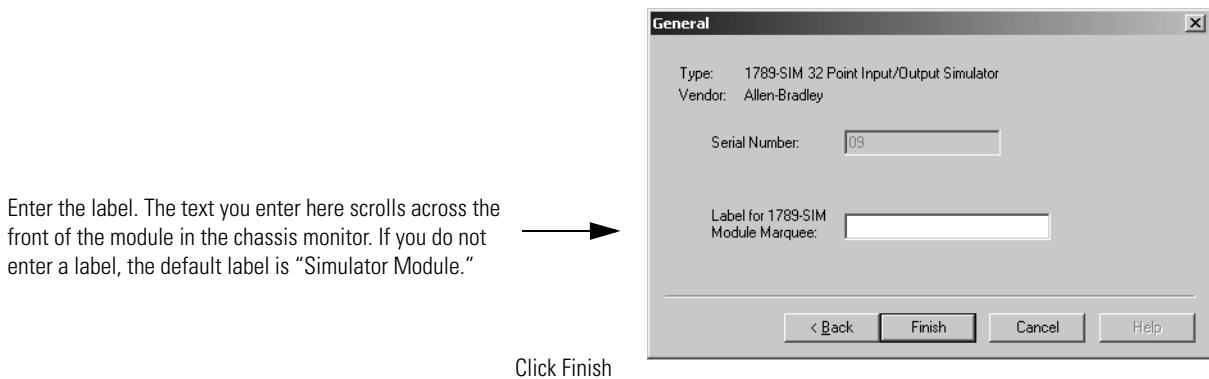 General
Type: 1789-SIM 32 Point Input/Output Simulator
Vendor: Allen-Bradley
Serial Number: 09
Enter the label. The text you enter here scrolls across the
front of the module in the chassis monitor. If you do not
enter a label, the default label is “Simulator Module.”
Label for 1789-SIM
Module Marquee:
< Back Finish Cancel Help
Click Finish